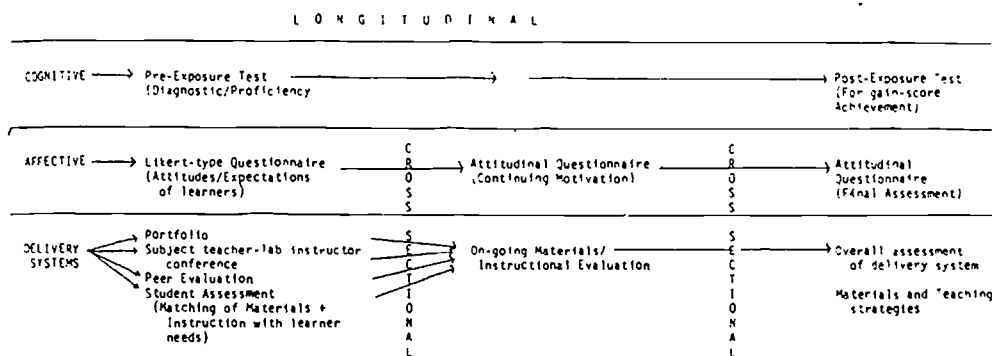 L O N G I T U D I N A L
COGNITIVE Pre-Exposure Test Post-Exposure Test
(Diagnostic/Proficiency (For gain-score
Achievement)
AFFECTIVE Likert-type Questionnaire Attitudinal Questionnaire Attitudinal
(Attitudes/Expectations (Continuing Motivation) Questionnaire
of learners) (Final Assessment)
C R O S S S E C T I O N A L
C R O S S S E C T I O N A L
Portfolio
DELIVERY Subject teacher-lab instructor On-going Materials/ Overall assessment
SYSTEMS conference Instructional Evaluation of delivery system
Peer Evaluation
Student Assessment Materials and Teaching
(Matching of Materials + strategies
Instruction with learner
needs)